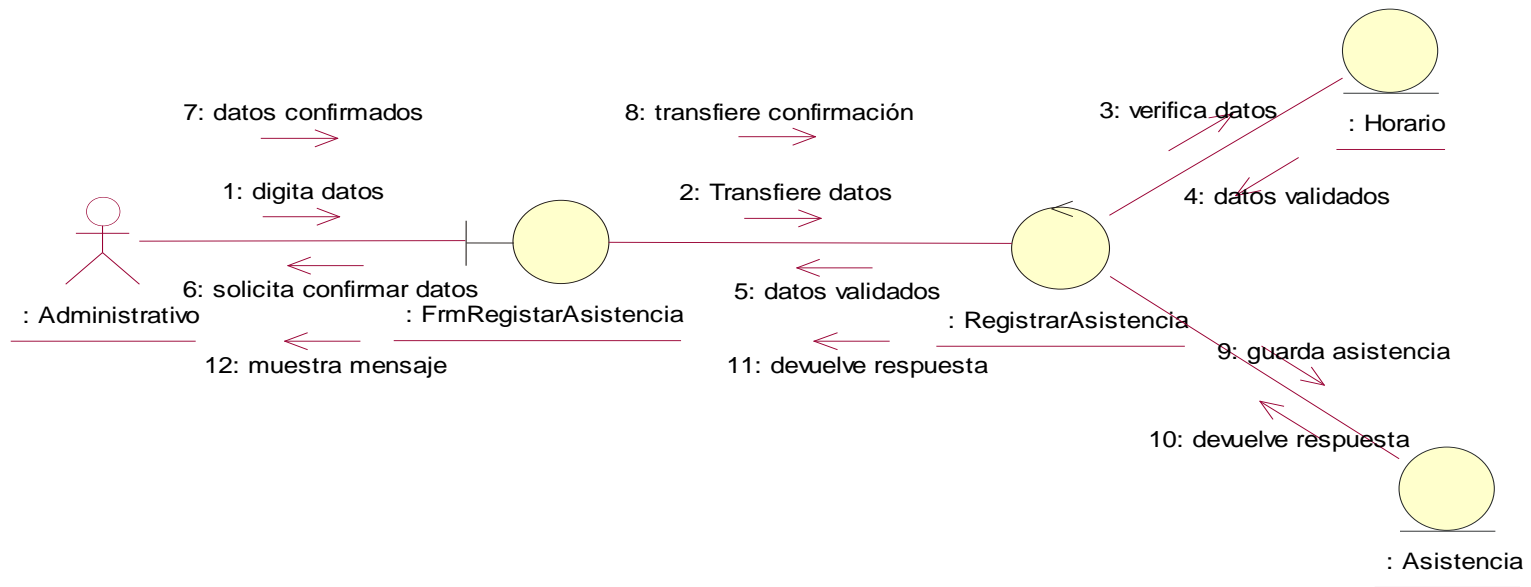 7: datos confirmados
8: transfiere confirmación
3: verifica datos
: Horario
1: digita datos
2: Transfiere datos
4: datos validados
6: solicita confirmar datos
5: datos validados
: Administrativo
: FrmRegistarAsistencia
: RegistrarAsistencia
12: muestra mensaje
11: devuelve respuesta
9: guarda asistencia
10: devuelve respuesta
: Asistencia